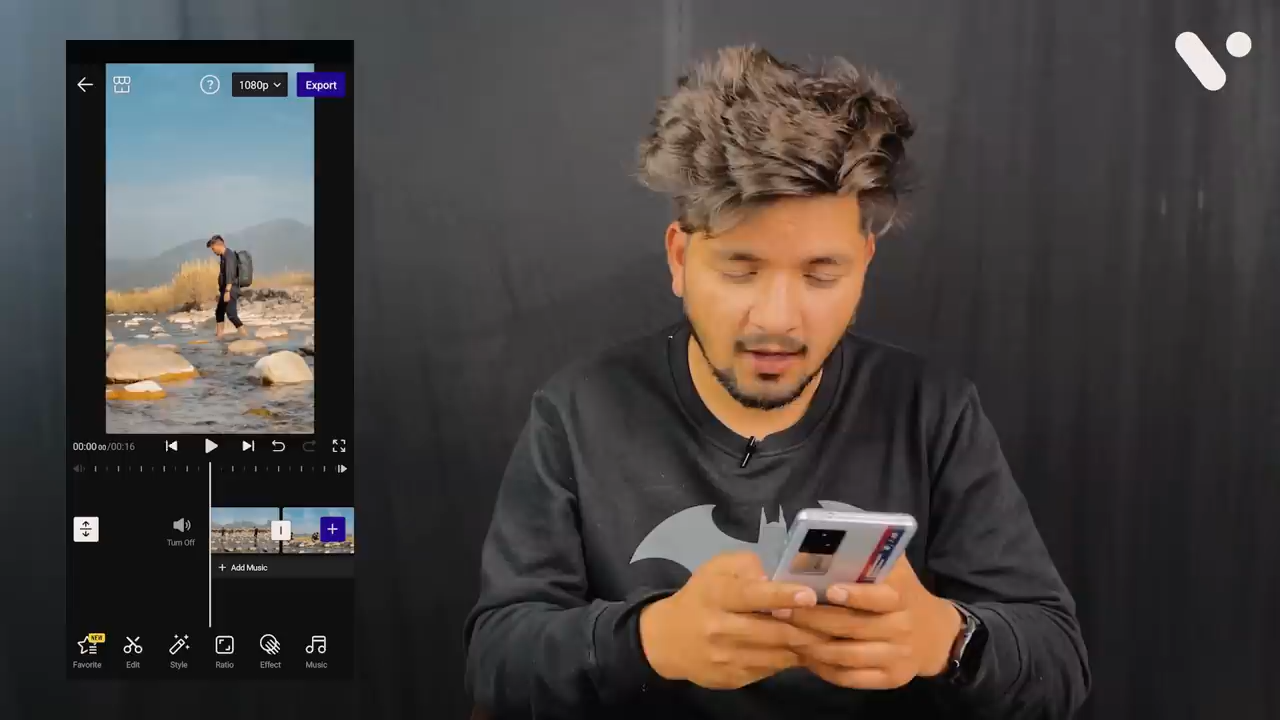 1080p
Export
00:00 00/00:16
Turn Off
+ Add Music
NEW
Favorite
Edit
Style
Ratio
Effect
Music